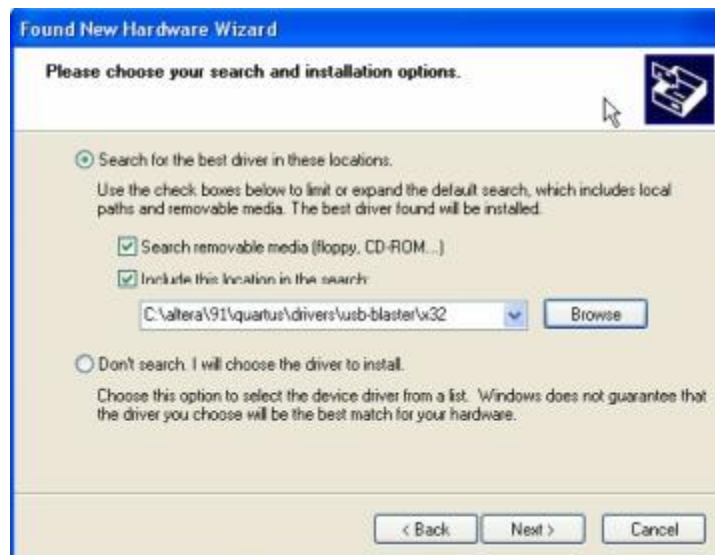 Found New Hardware Wizard
Please choose your search and installation options.
Search for the best driver in these locations.
Use the check boxes below to limit or expand the default search, which includes local
paths and removable media. The best driver found will be installed.
Search removable media (floppy, CD-ROM...)
Include this location in the search:
C:\altera\91\quartus\drivers\usb-blaster\x32
Browse
Don't search. I will choose the driver to install.
Choose this option to select the device driver from a list. Windows does not guarantee that
the driver you choose will be the best match for your hardware.
< Back Next > Cancel